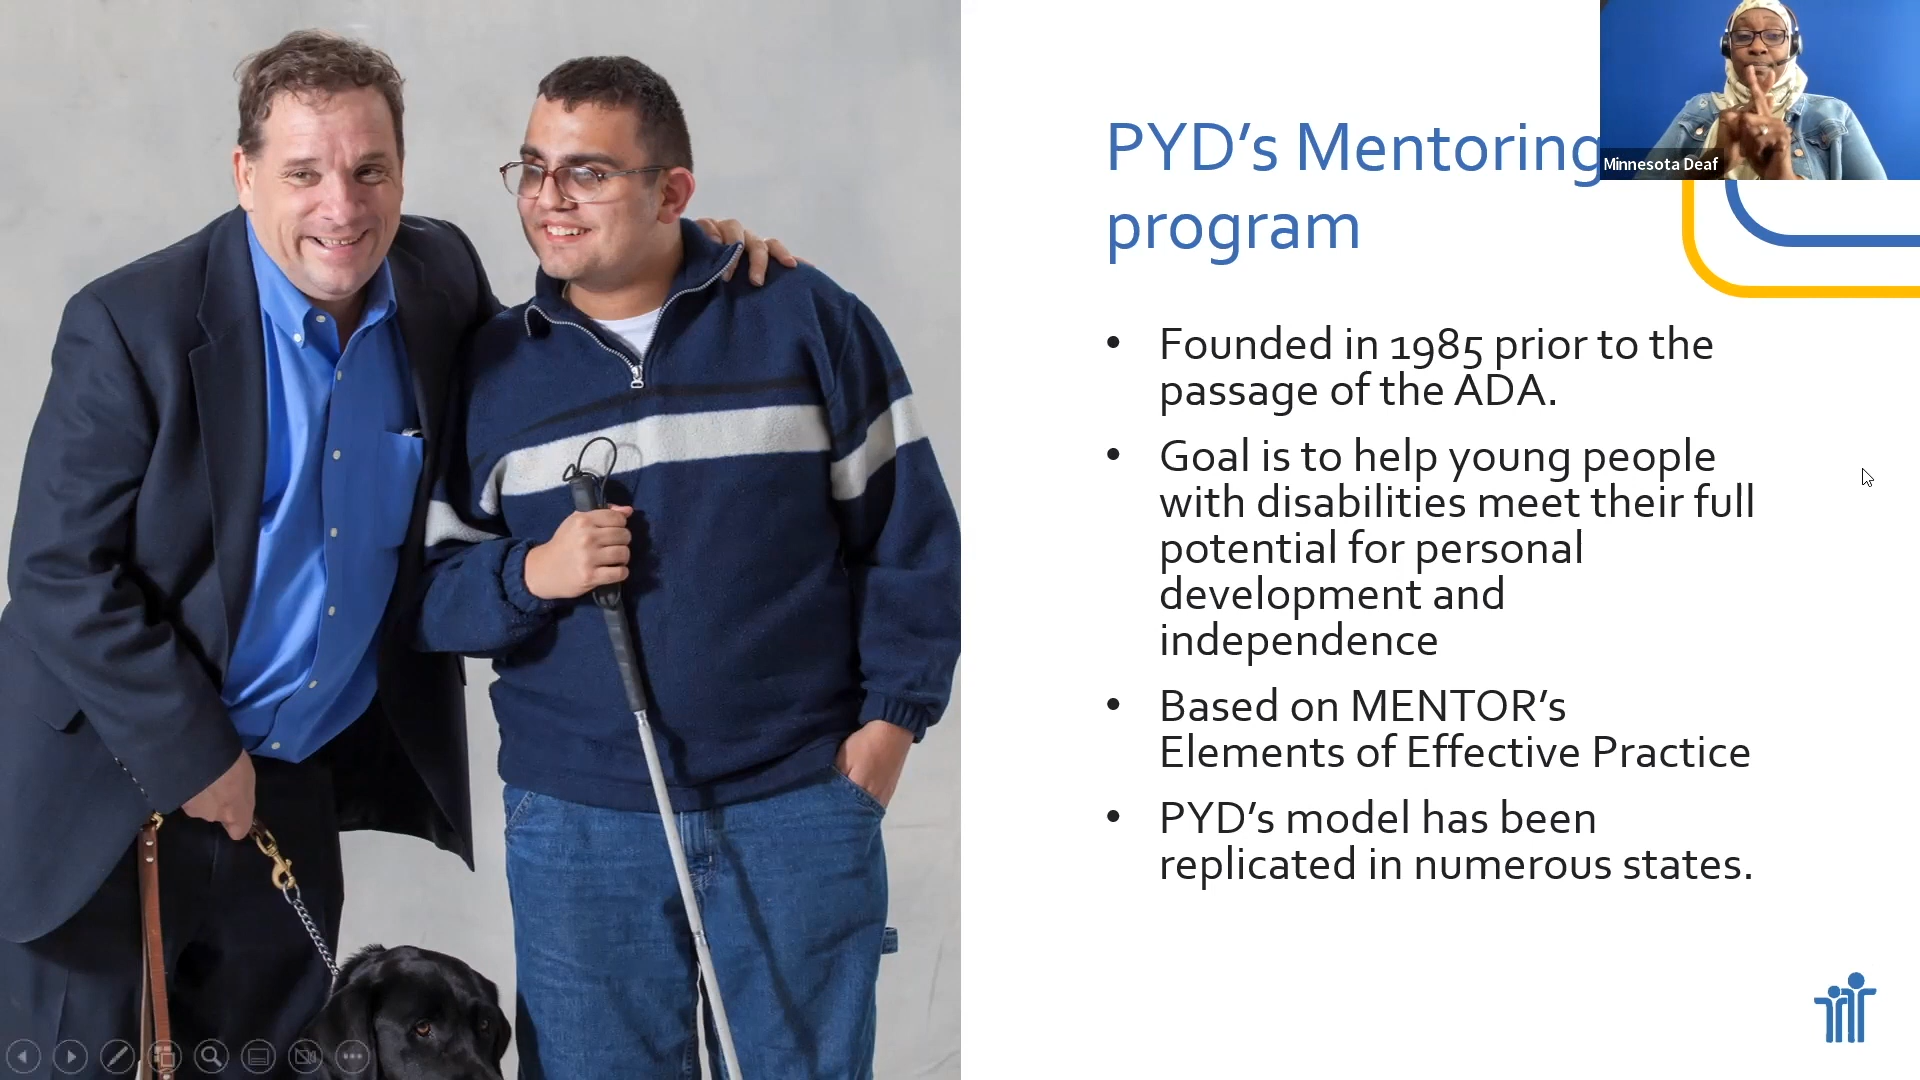 Minnesota Deaf
PYD’s Mentoring
program
• Founded in 1985 prior to the
passage of the ADA.
• Goal is to help young people
with disabilities meet their full
potential for personal
development and
independence
• Based on MENTOR’s
Elements of Effective Practice
• PYD’s model has been
replicated in numerous states.